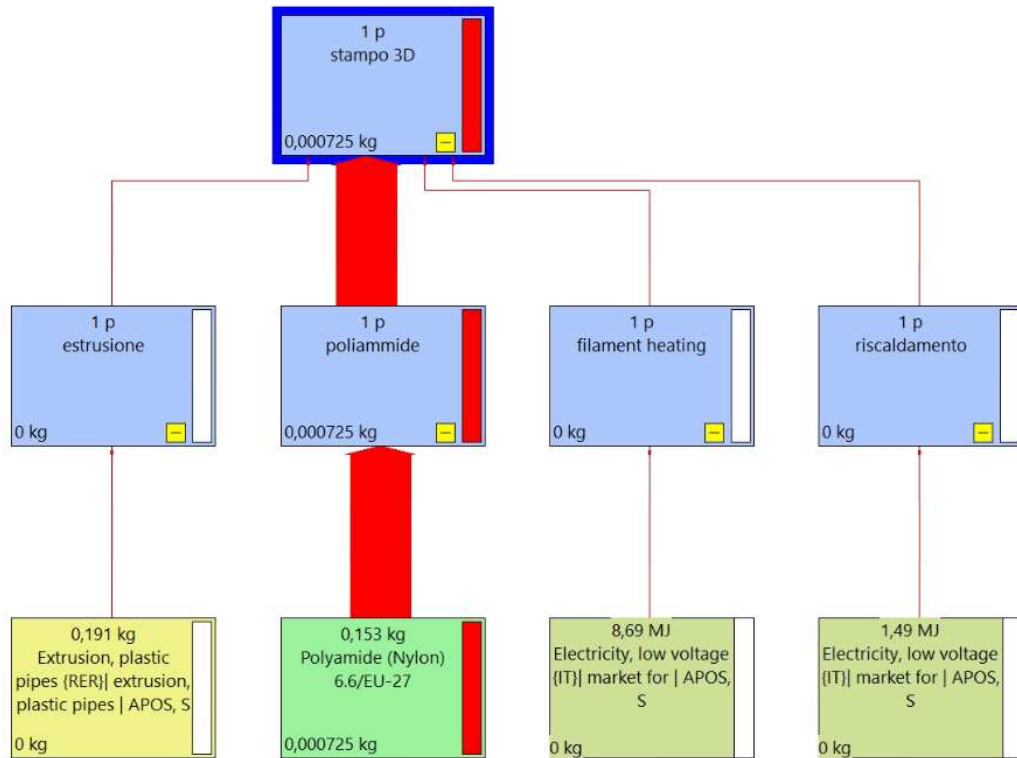 1 p
stampo 3D
0,000725 kg
1 p
estrusione
0 kg
1 p
poliammide
0,000725 kg
1 p
filament heating
0 kg
1 p
riscaldamento
0 kg
0,191 kg
Extrusion, plastic
pipes {RER}| extrusion,
plastic pipes | APOS, S
0 kg
0,153 kg
Polyamide (Nylon)
6.6/EU-27
0,000725 kg
8,69 MJ
Electricity, low voltage
{IT}| market for | APOS,
S
0 kg
1,49 MJ
Electricity, low voltage
{IT}| market for | APOS,
S
0 kg